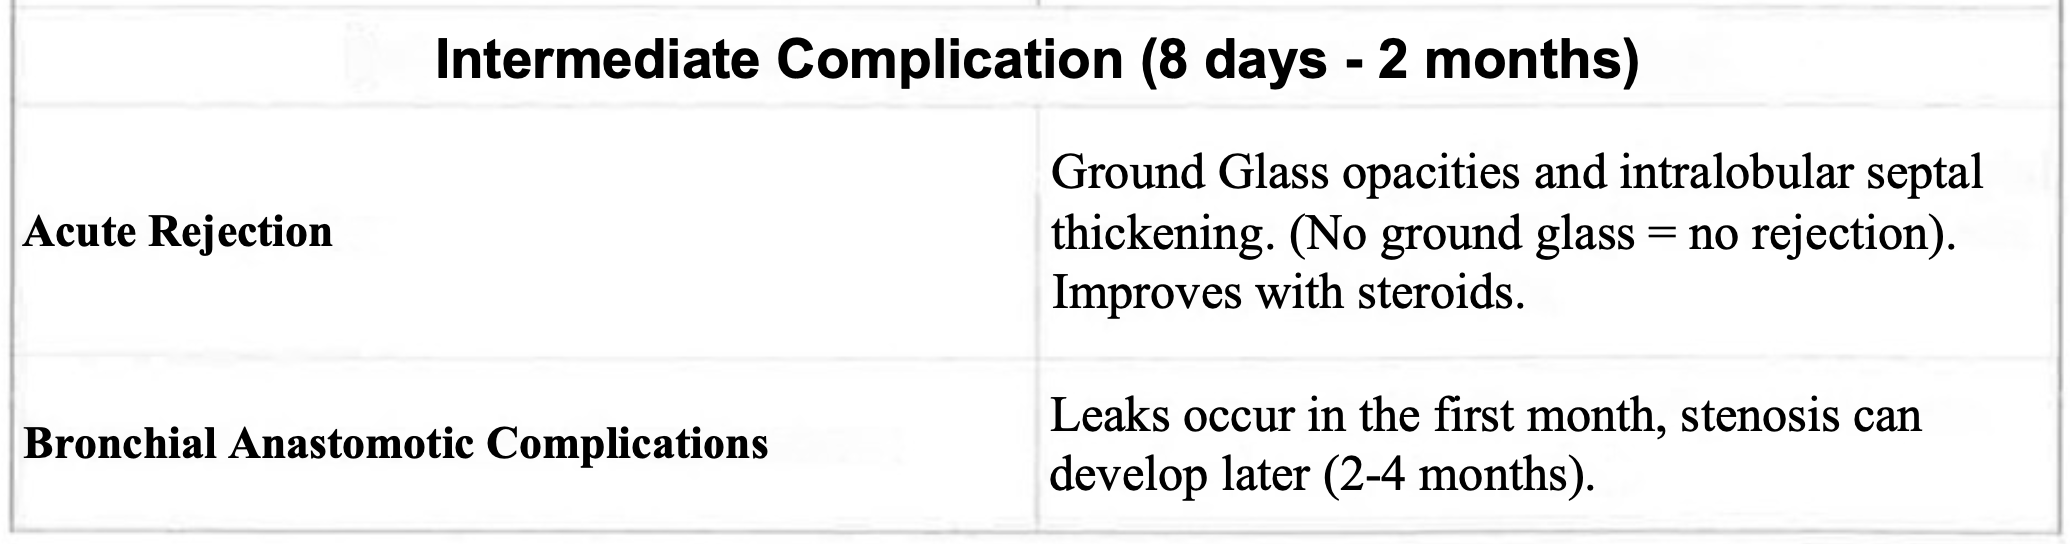 Intermediate Complication (8 days - 2 months)
Acute Rejection
Ground Glass opacities and intralobular septal
thickening. (No ground glass = no rejection).
Improves with steroids.
Bronchial Anastomotic Complications
Leaks occur in the first month, stenosis can
develop later (2-4 months).